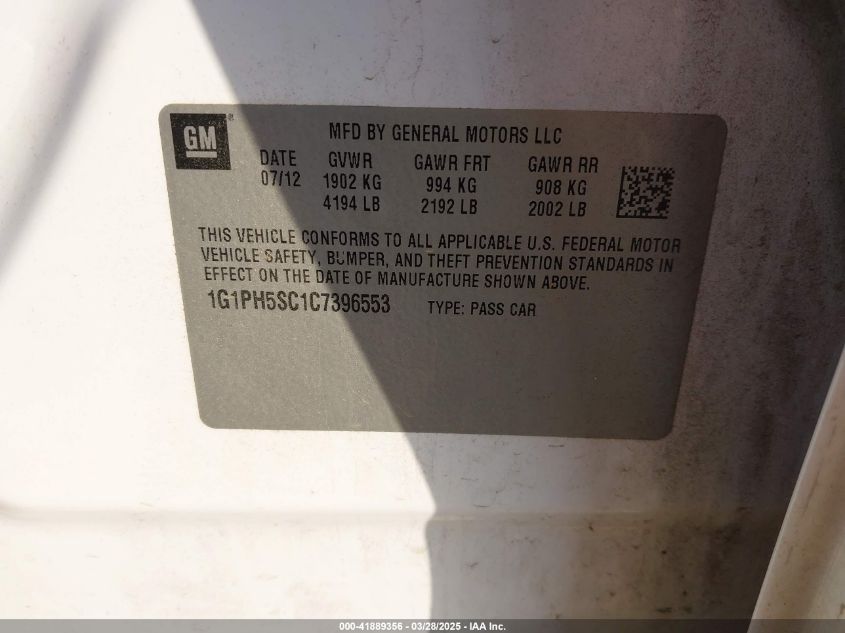 GM
MFD BY GENERAL MOTORS LLC
DATE GVWR GAWR FRT GAWR RR
07/12 1902 KG 994 KG 908 KG
4194 LB 2192 LB 2002 LB
THIS VEHICLE CONFORMS TO ALL APPLICABLE U.S. FEDERAL MOTOR
VEHICLE SAFETY, BUMPER, AND THEFT PREVENTION STANDARDS IN
EFFECT ON THE DATE OF MANUFACTURE SHOWN ABOVE.
1G1PH5SC1C7396553 TYPE: PASS CAR
000-41889356 - 03/28/2025 - IAA Inc.